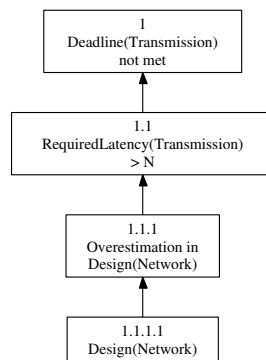 1
Deadline(Transmission)
not met
1.1
RequiredLatency(Transmission)
> N
1.1.1
Overestimation in
Design(Network)
1.1.1.1
Design(Network)